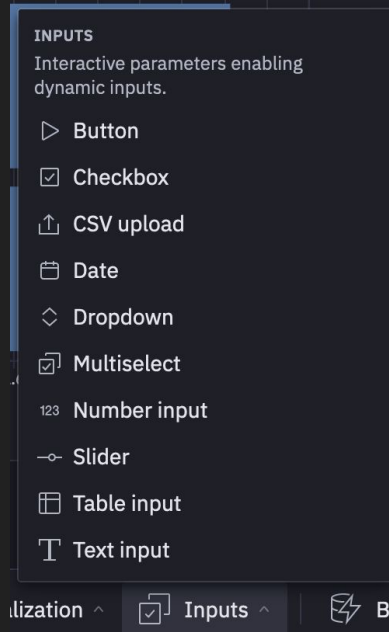 INPUTS
Interactive parameters enabling
dynamic inputs.
Button
Checkbox
CSV upload
Date
Dropdown
Multiselect
123 Number input
Slider
Table input
Text input
lization Inputs B